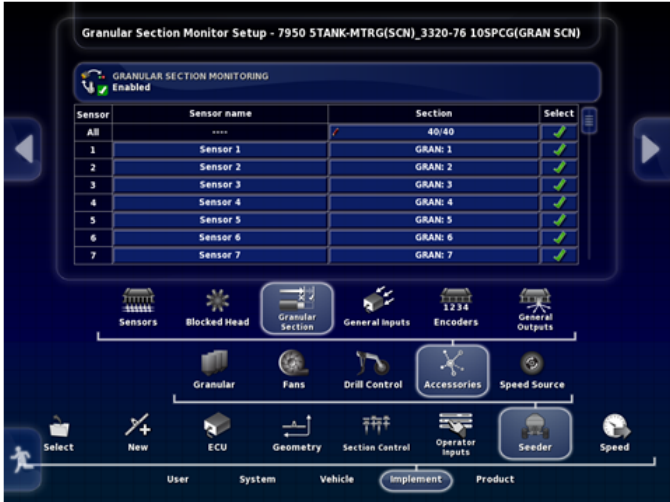 Granular Section Monitor Setup - 7950 5TANK-MTRG(SCN)_3320-76 10SPCG(GRAN SCN)
GRANULAR SECTION MONITORING
Enabled
Sensor Sensor name Section Select
All ---- 40/40
1 Sensor 1 GRAN: 1
2 Sensor 2 GRAN: 2
3 Sensor 3 GRAN: 3
4 Sensor 4 GRAN: 4
5 Sensor 5 GRAN: 5
6 Sensor 6 GRAN: 6
7 Sensor 7 GRAN: 7
1234
Sensors Blocked Head Granular Section General Inputs Encoders General Outputs
Granular Fans Drill Control Accessories Speed Source
Select New ECU Geometry Section Control Operator Inputs Seeder Speed
User System Vehicle Implement Product